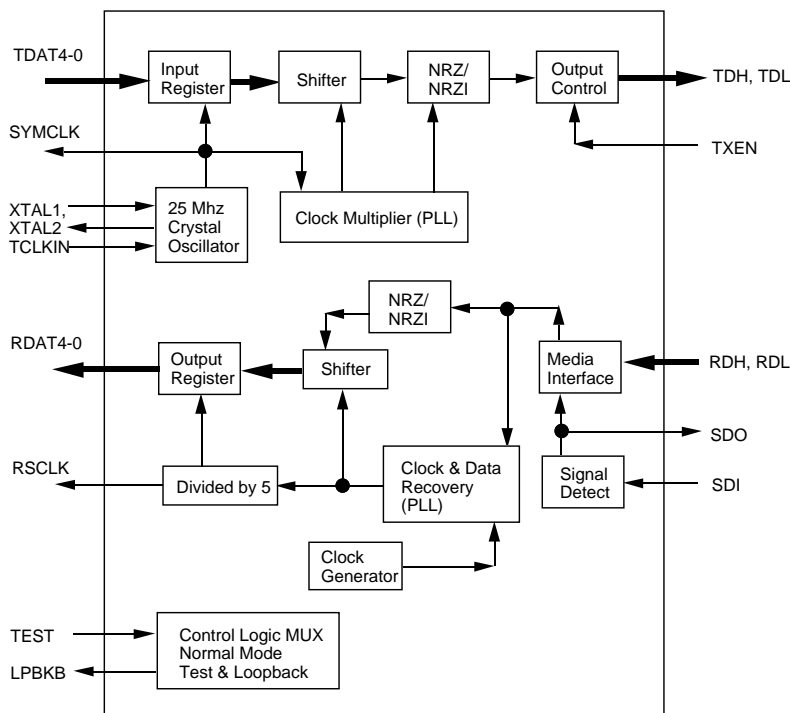 TDAT4-0
Input
Register
Shifter
NRZ/
NRZI
Output
Control
TDH, TDL
SYMCLK
TXEN
XTAL1,
XTAL2
TCLKIN
25 Mhz
Crystal
Oscillator
Clock Multiplier (PLL)
NRZ/
NRZI
RDAT4-0
Output
Register
Shifter
Media
Interface
RDH, RDL
SDO
RSCLK
Divided by 5
Clock & Data
Recovery
(PLL)
Signal
Detect
SDI
Clock
Generator
TEST
LPBKB
Control Logic MUX
Normal Mode
Test & Loopback